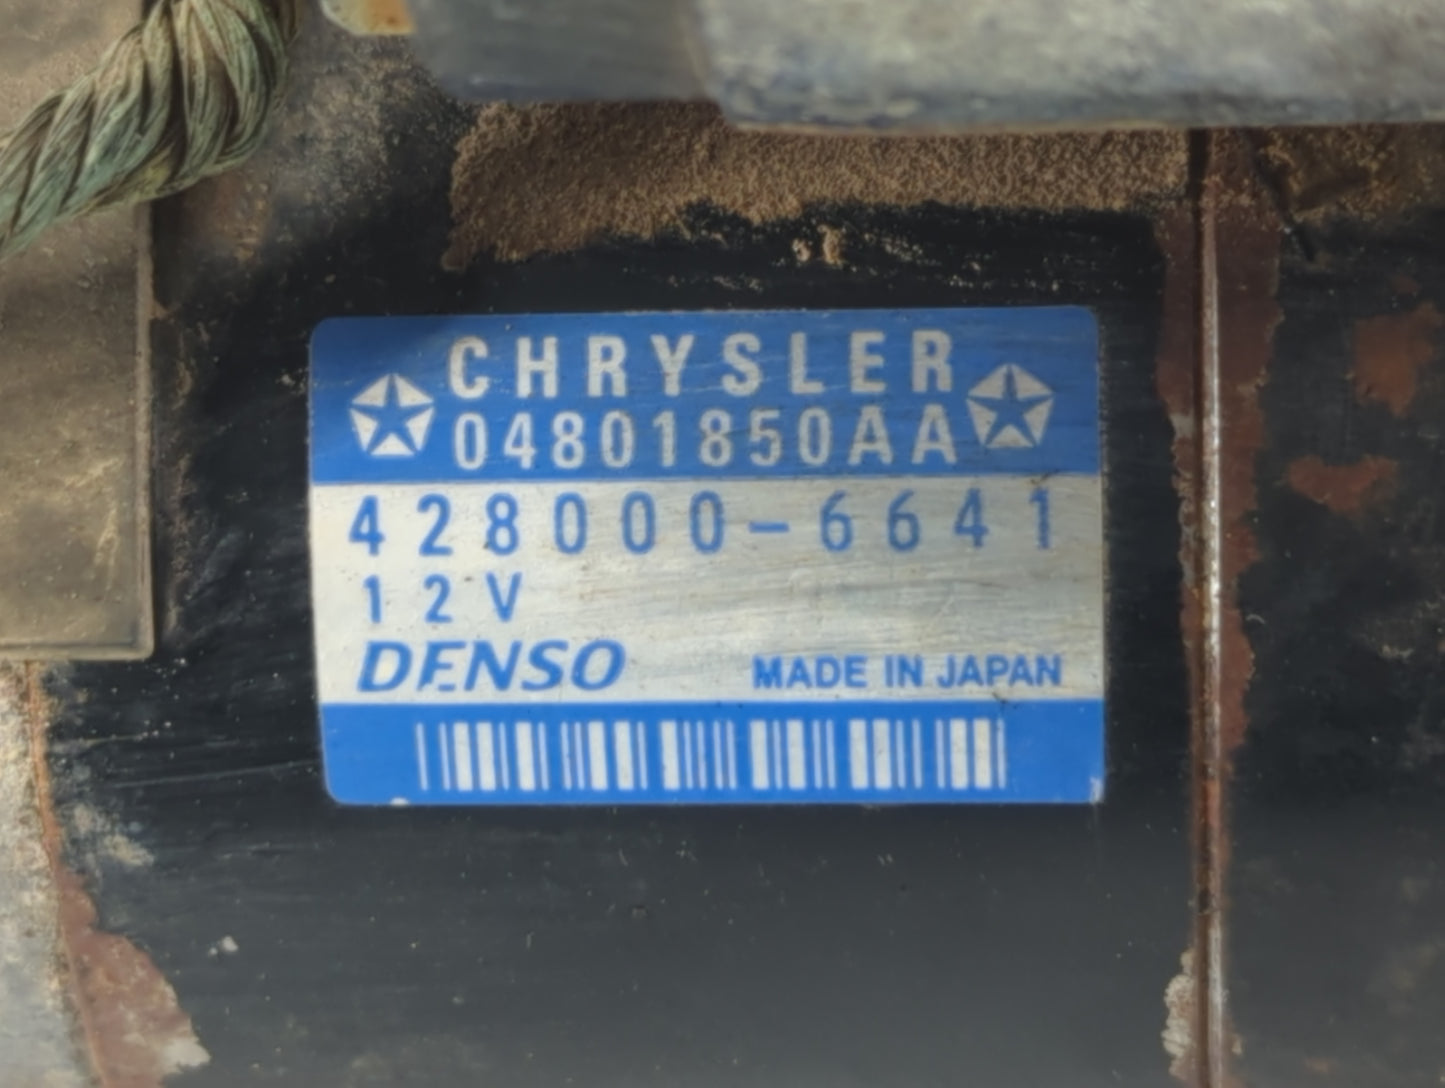 CHRYSLER
04801850AA
428000-6641
12V
DENSO MADE IN JAPAN